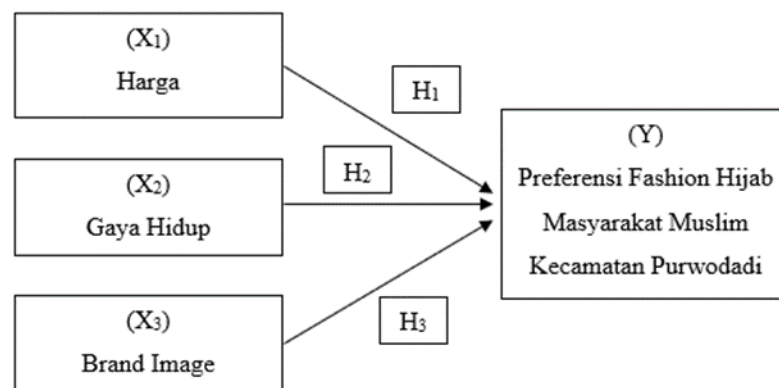 (X₁)
Harga
H₁
(X₂)
Gaya Hidup
H₂
(X₃)
Brand Image
H₃
(Y)
Preferensi Fashion Hijab
Masyarakat Muslim
Kecamatan Purwodadi